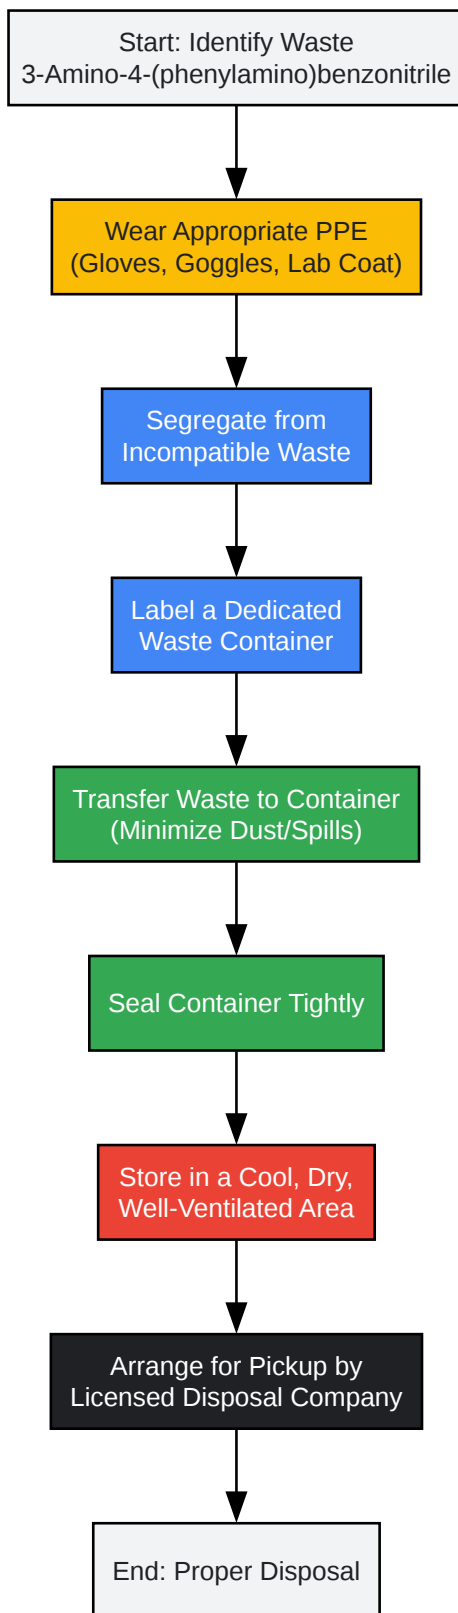 Start: Identify Waste
3-Amino-4-(phenylamino)benzonitrile
Wear Appropriate PPE
(Gloves, Goggles, Lab Coat)
Segregate from
Incompatible Waste
Label a Dedicated
Waste Container
Transfer Waste to Container
(Minimize Dust/Spills)
Seal Container Tightly
Store in a Cool, Dry,
Well-Ventilated Area
Arrange for Pickup by
Licensed Disposal Company
End: Proper Disposal